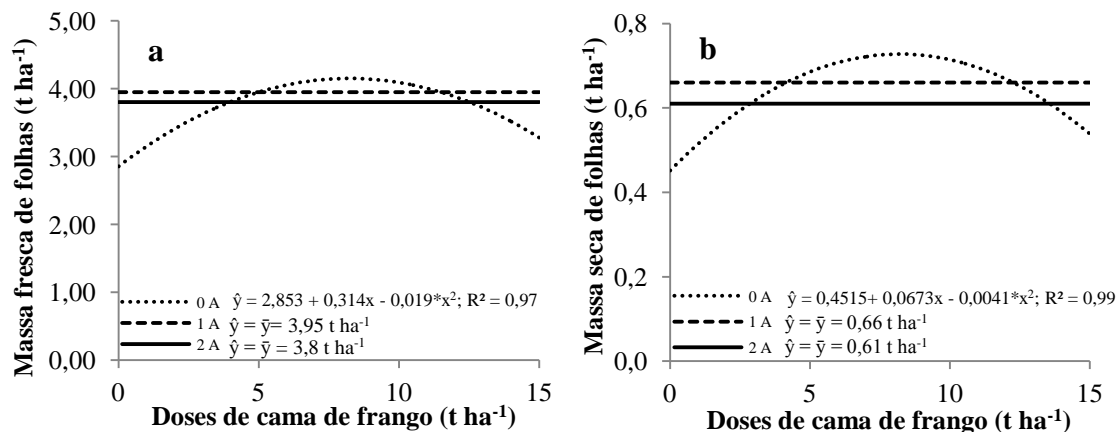 a
Massa fresca de folhas (t ha⁻¹)
5,00
4,00
3,00
2,00
1,00
0,00
0 A ŷ = 2,853 + 0,314x - 0,019*x²; R² = 0,97
1 A ŷ = ȳ= 3,95 t ha⁻¹
2 A ŷ = ȳ = 3,8 t ha⁻¹
0 5 10 15
Doses de cama de frango (t ha⁻¹)
b
Massa seca de folhas (t ha⁻¹)
0,8
0,6
0,4
0,2
0,0
0 A ŷ = 0,4515+ 0,0673x - 0,0041*x²; R² = 0,99
1 A ŷ = ȳ = 0,66 t ha⁻¹
2 A ŷ = ȳ = 0,61 t ha⁻¹
0 5 10 15
Doses de cama de frango (t ha⁻¹)